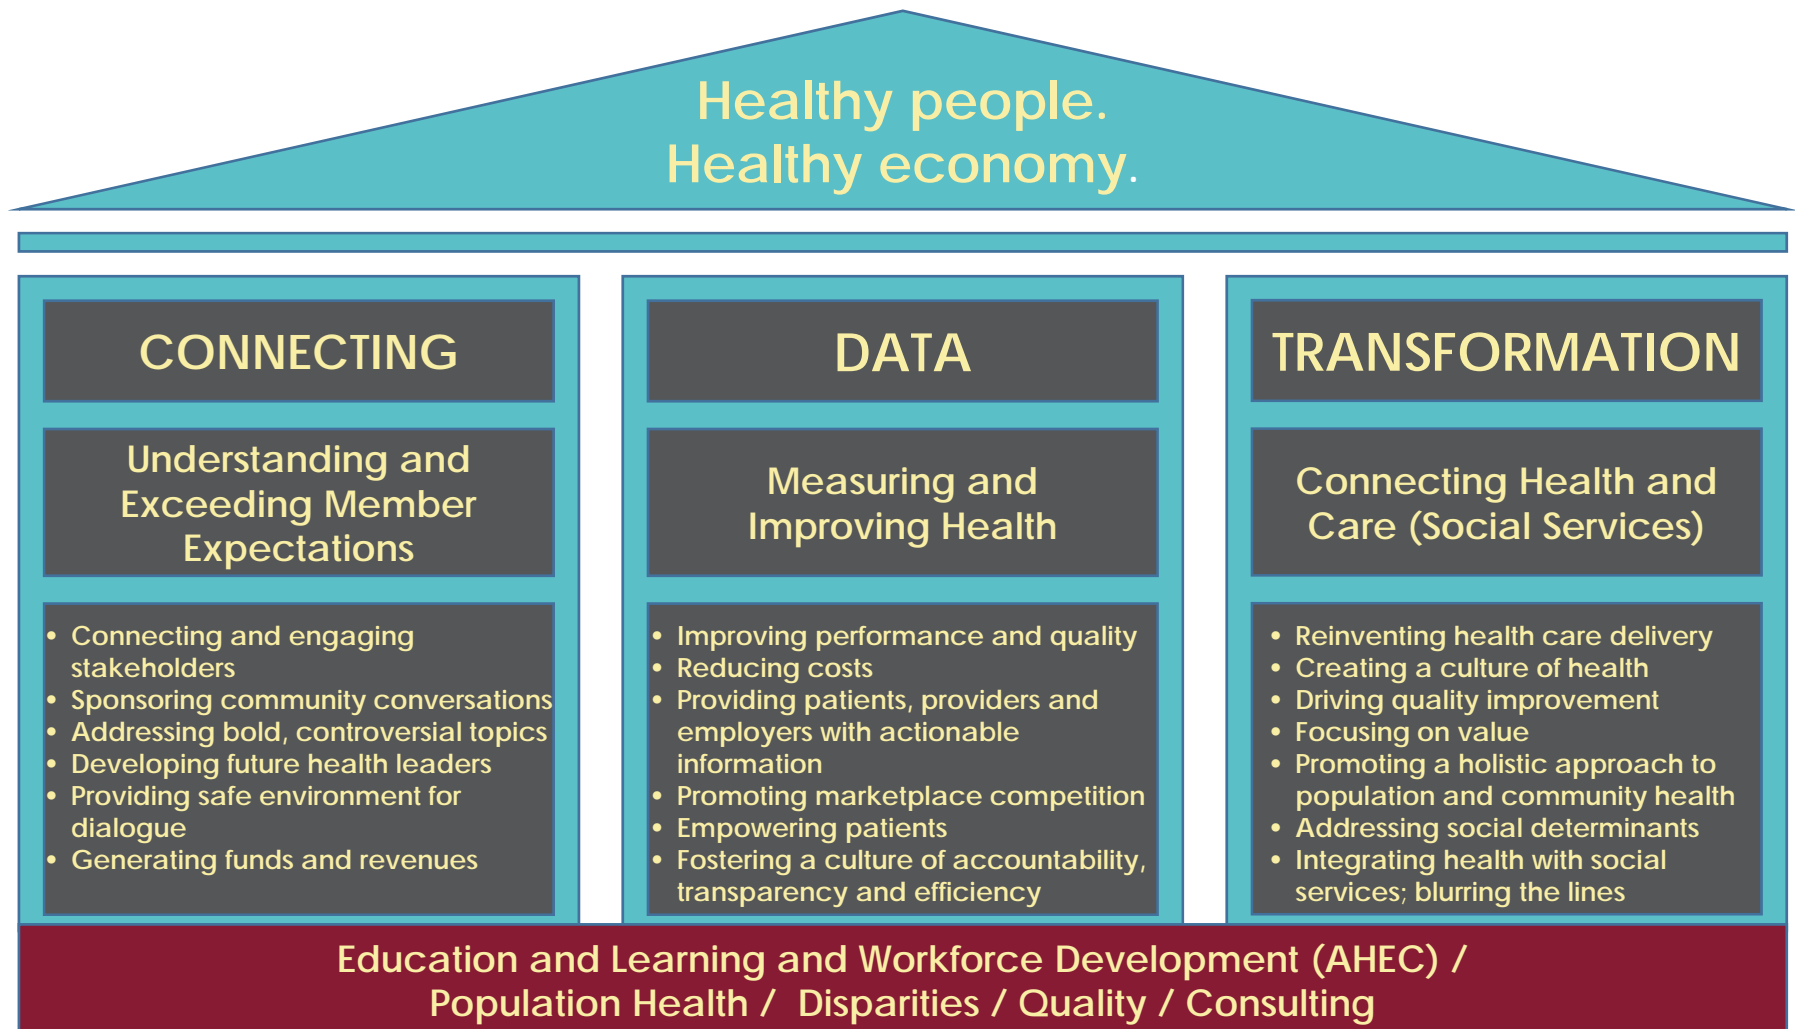 Healthy people.
Healthy economy.
CONNECTING
Understanding and
Exceeding Member
Expectations
• Connecting and engaging
stakeholders
• Sponsoring community conversations
• Addressing bold, controversial topics
• Developing future health leaders
• Providing safe environment for
dialogue
• Generating funds and revenues
DATA
Measuring and
Improving Health
• Improving performance and quality
• Reducing costs
• Providing patients, providers and
employers with actionable
information
• Promoting marketplace competition
• Empowering patients
• Fostering a culture of accountability,
transparency and efficiency
TRANSFORMATION
Connecting Health and
Care (Social Services)
• Reinventing health care delivery
• Creating a culture of health
• Driving quality improvement
• Focusing on value
• Promoting a holistic approach to
population and community health
• Addressing social determinants
• Integrating health with social
services; blurring the lines
Education and Learning and Workforce Development (AHEC) /
Population Health / Disparities / Quality / Consulting